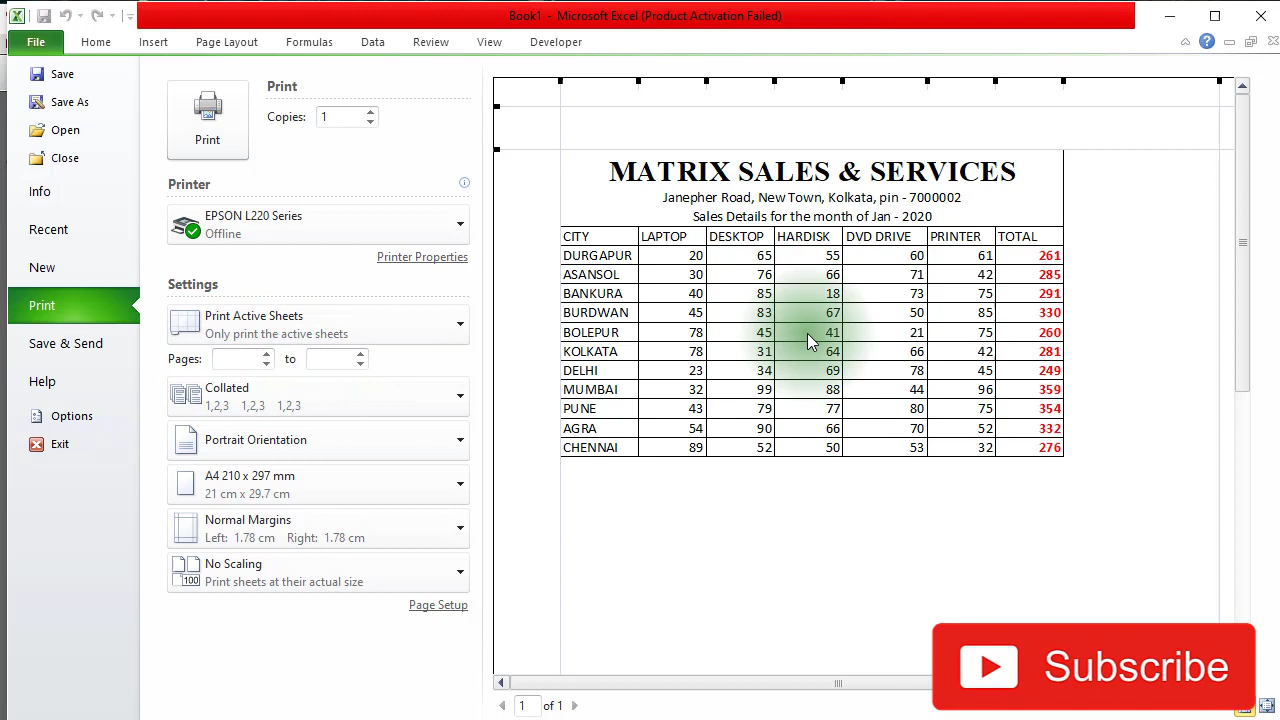 Book1 - Microsoft Excel (Product Activation Failed)
File Home Insert Page Layout Formulas Data Review View Developer
Save
Save As
Open
Close
Info
Recent
New
Print
Save & Send
Help
Options
Exit
Print
Print
Copies: 1
Printer
EPSON L220 Series
Offline
Printer Properties
Settings
Print Active Sheets
Only print the active sheets
Pages: to
Collated
1,2,3 1,2,3 1,2,3
Portrait Orientation
A4 210 x 297 mm
21 cm x 29.7 cm
Normal Margins
Left: 1.78 cm Right: 1.78 cm
No Scaling
100
Print sheets at their actual size
Page Setup
MATRIX SALES & SERVICES
Janepher Road, New Town, Kolkata, pin - 7000002
Sales Details for the month of Jan - 2020
CITY LAPTOP DESKTOP HARDISK DVD DRIVE PRINTER TOTAL
DURGAPUR 20 65 55 60 61 261
ASANSOL 30 76 66 71 42 285
BANKURA 40 85 18 73 75 291
BURDWAN 45 83 67 50 85 330
BOLEPUR 78 45 41 21 75 260
KOLKATA 78 31 64 66 42 281
DELHI 23 34 69 78 45 249
MUMBAI 32 99 88 44 96 359
PUNE 43 79 77 80 75 354
AGRA 54 90 66 70 52 332
CHENNAI 89 52 50 53 32 276
1 of 1
Subscribe